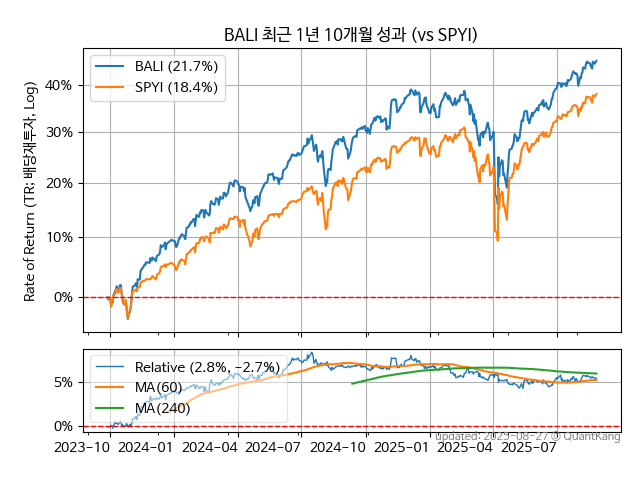 BALI 최근 1년 10개월 성과 (vs SPYI)
BALI (21.7%)
SPYI (18.4%)
Rate of Return (TR: 배당재투자, Log)
40%
30%
20%
10%
0%
Relative (2.8%, −2.7%)
MA(60)
MA(240)
5%
0%
2023−10 2024−01 2024−04 2024−07 2024−10 2025−01 2025−04 2025−07
updated: 2025−08−27 © QuantKang